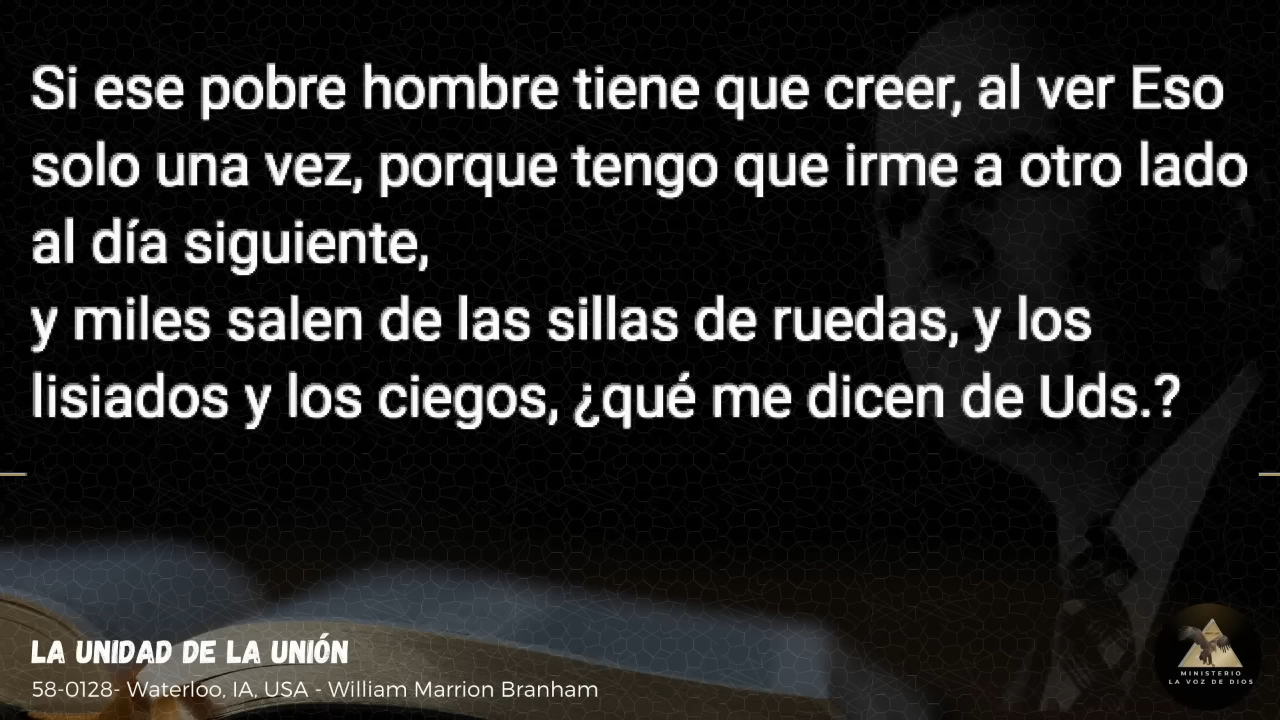 Si ese pobre hombre tiene que creer, al ver Eso
solo una vez, porque tengo que irme a otro lado
al día siguiente,
y miles salen de las sillas de ruedas, y los
lisiados y los ciegos, ¿qué me dicen de Uds.?
LA UNIDAD DE LA UNIÓN
58-0128- Waterloo, IA, USA - William Marrion Branham
MINISTERIO
LA VOZ DE DIOS